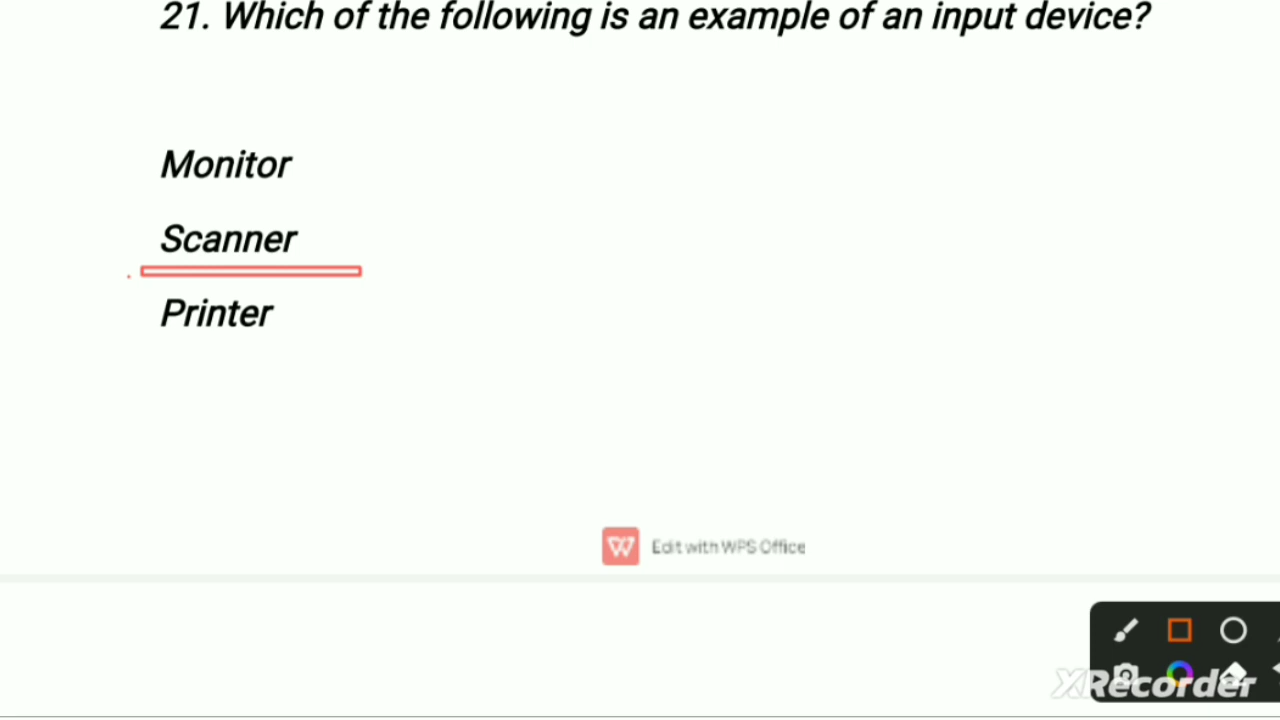 21. Which of the following is an example of an input device?
Monitor
Scanner
Printer
Edit with WPS Office
XRecorder